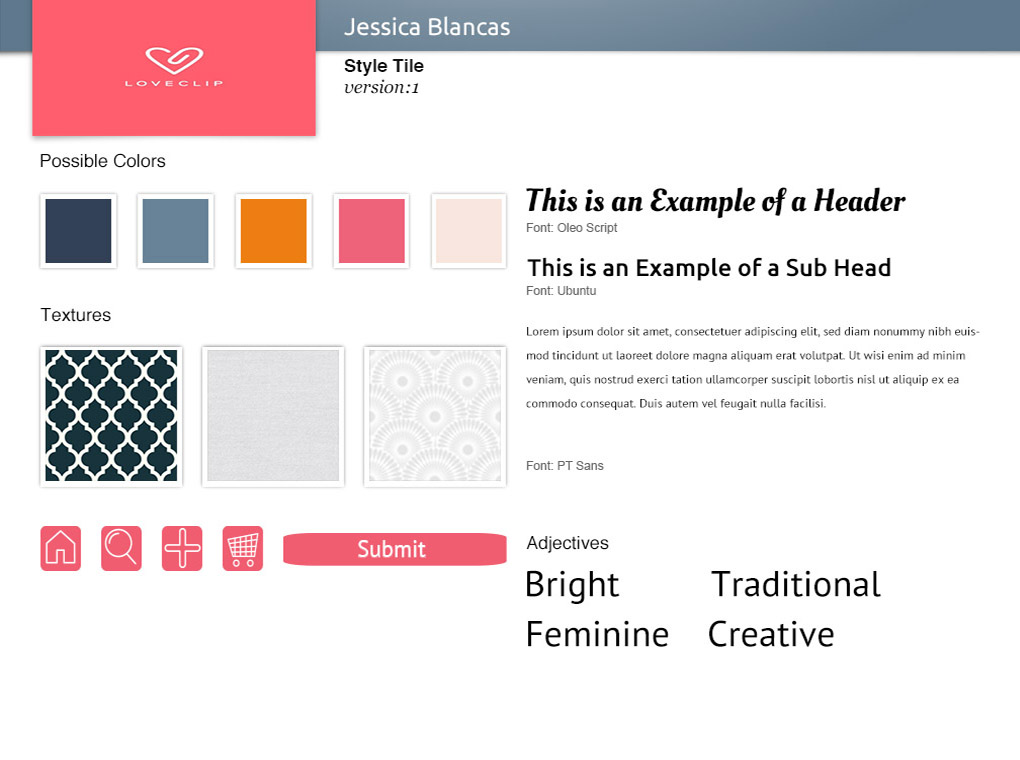 Jessica Blancas
LOVECLIP
Style Tile
version:1
Possible Colors
This is an Example of a Header
Font: Oleo Script
This is an Example of a Sub Head
Font: Ubuntu
Textures
Lorem ipsum dolor sit amet, consectetuer adipiscing elit, sed diam nonummy nibh euis-
mod tincidunt ut laoreet dolore magna aliquam erat volutpat. Ut wisi enim ad minim
veniam, quis nostrud exerci tation ullamcorper suscipit lobortis nisl ut aliquip ex ea
commodo consequat. Duis autem vel feugait nulla facilisi.
Font: PT Sans
Submit
Adjectives
Bright Traditional
Feminine Creative